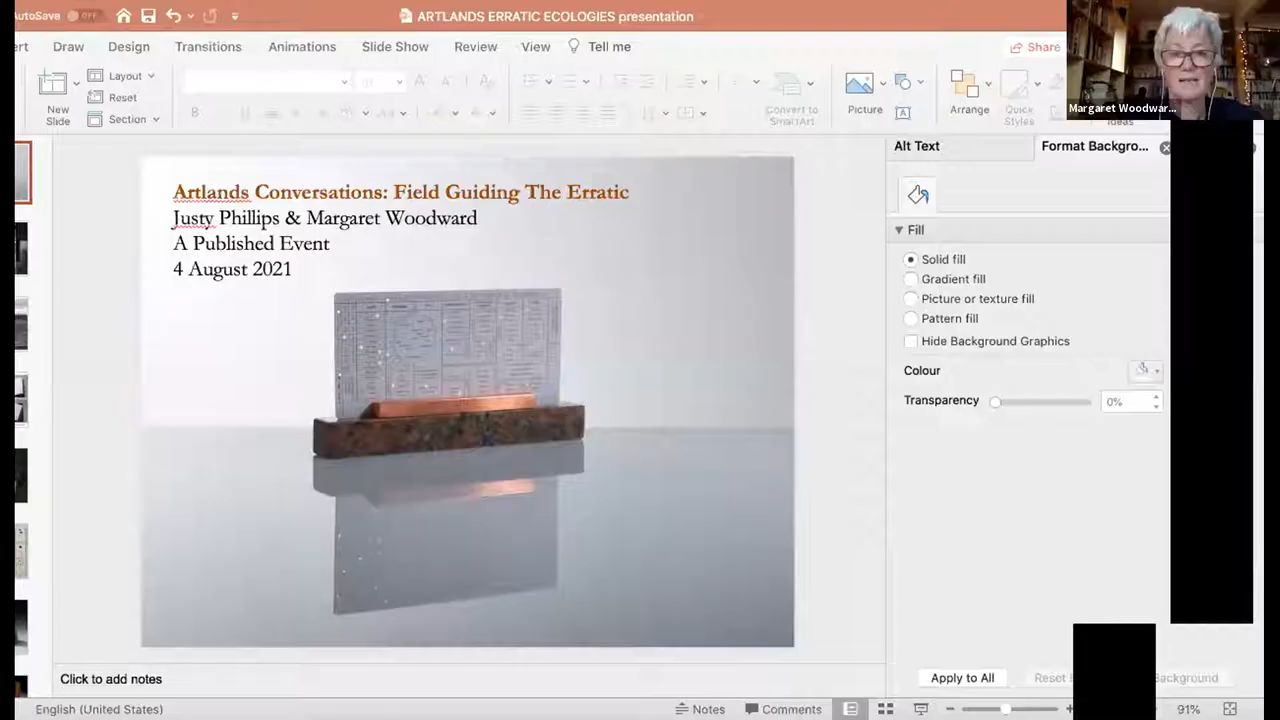 AutoSave OFF
ARTLANDS ERRATIC ECOLOGIES presentation
ert Draw Design Transitions Animations Slide Show Review View Tell me
Share
New Slide
Layout
Reset
Section
Convert to SmartArt
Picture
Arrange
Quick Styles
Ideas
Margaret Woodwar...
Alt Text
Format Backgro...
Fill
Solid fill
Gradient fill
Picture or texture fill
Pattern fill
Hide Background Graphics
Colour
Transparency 0%
Artlands Conversations: Field Guiding The Erratic
Justy Phillips & Margaret Woodward
A Published Event
4 August 2021
Click to add notes
Apply to All
Reset
Background
English (United States)
Notes
Comments
91%